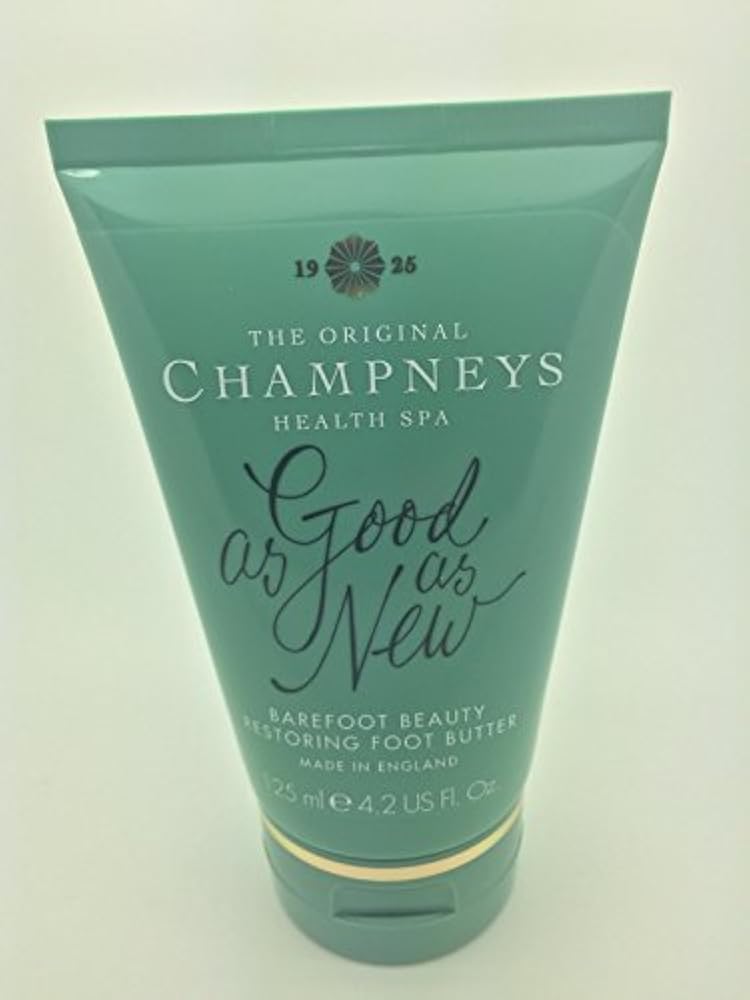 19 25
THE ORIGINAL
CHAMPNEYS
HEALTH SPA
as Good as
New
BAREFOOT BEAUTY
RESTORING FOOT BUTTER
MADE IN ENGLAND
125 ml e 4.2 US Fl. Oz.